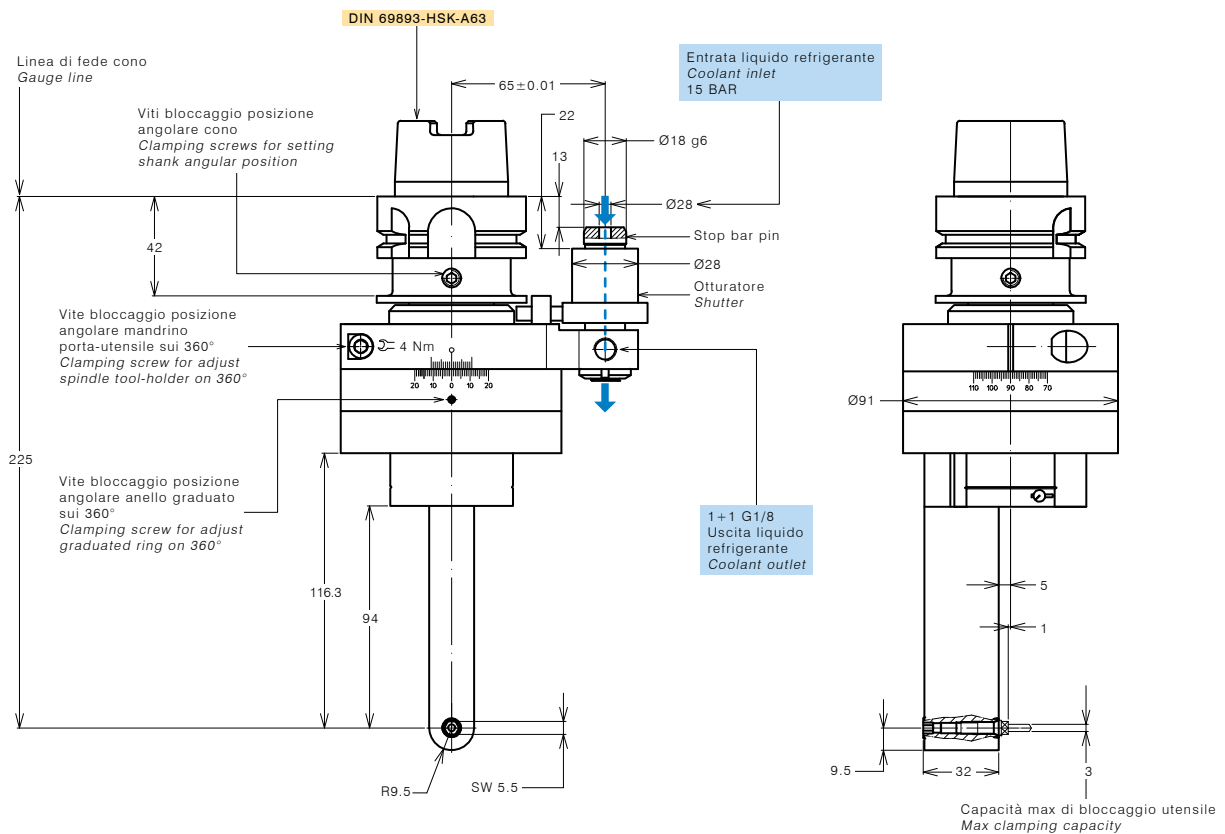 DIN 69893-HSK-A63
Linea di fede cono
Gauge line
Viti bloccaggio posizione
angolare cono
Clamping screws for setting
shank angular position
65±0.01
Entrata liquido refrigerante
Coolant inlet
15 BAR
22
13
Ø18 g6
Ø28
Stop bar pin
Ø28
Otturatore
Shutter
42
Vite bloccaggio posizione
angolare mandrino
porta-utensile sui 360°
Clamping screw for adjust
spindle tool-holder on 360°
4 Nm
20 10 0 10 20
110 100 90 80 70
Ø91
225
Vite bloccaggio posizione
angolare anello graduato
sui 360°
Clamping screw for adjust
graduated ring on 360°
1+1 G1/8
Uscita liquido
refrigerante
Coolant outlet
116.3
94
5
1
R9.5
SW 5.5
9.5
32
3
Capacità max di bloccaggio utensile
Max clamping capacity